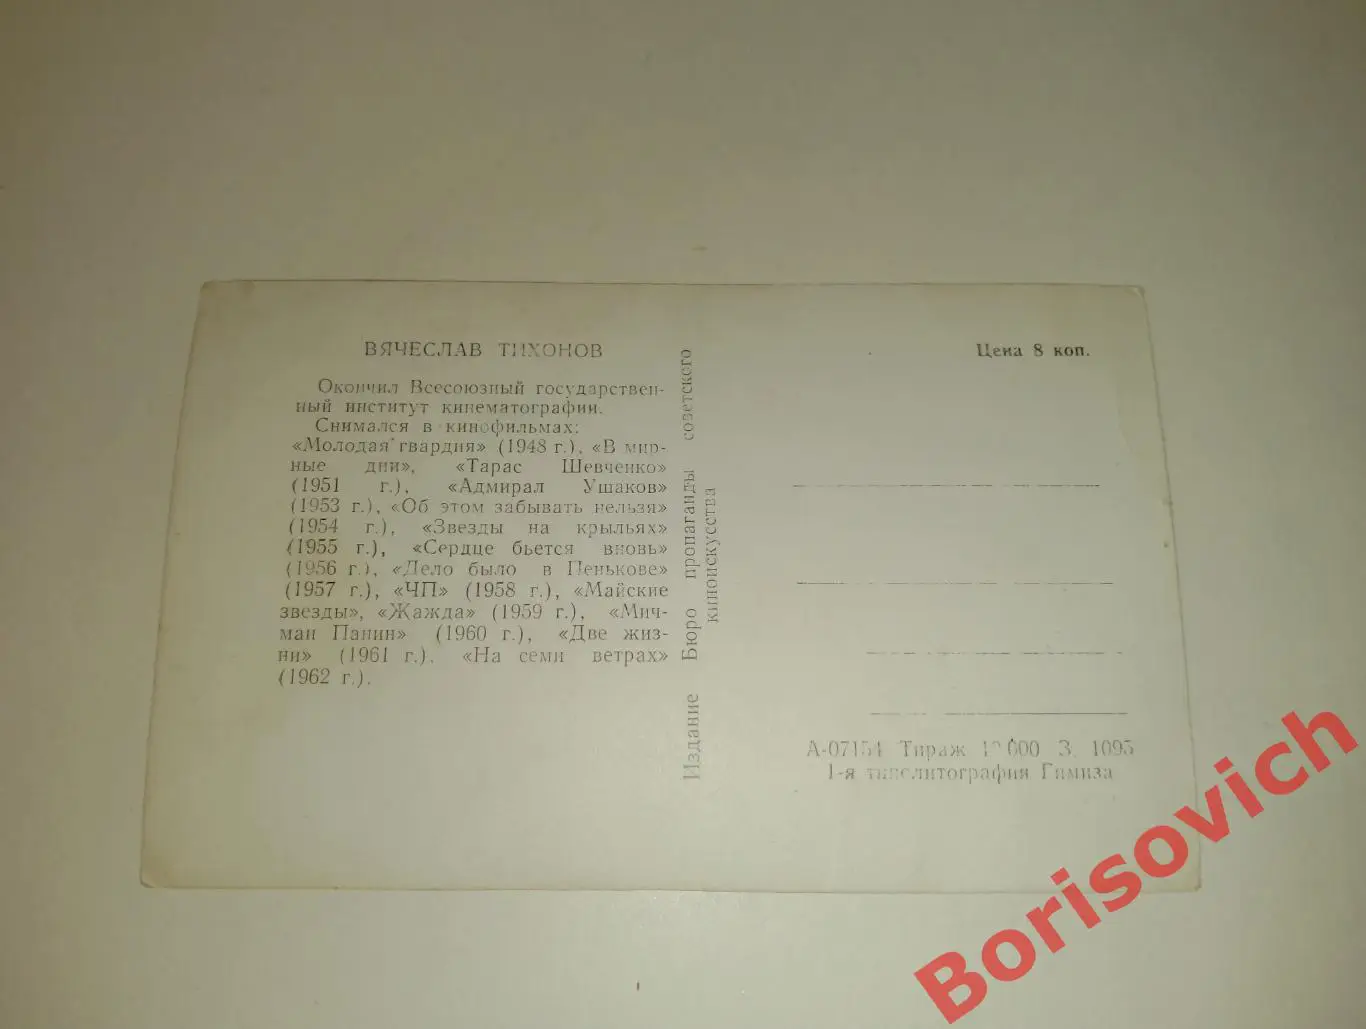 ВЯЧЕСЛАВ ТИХОНОВ
Окончил Всесоюзный государствен-
ный институт кинематографии.
Снимался в кинофильмах:
«Молодая гвардия» (1948 г.), «В мир-
ные дни», «Тарас Шевченко»
(1951 г.), «Адмирал Ушаков»
(1953 г.), «Об этом забывать нельзя»
(1954 г.), «Звезды на крыльях»
(1955 г.), «Сердце бьется вновь»
(1956 г.), «Дело было в Пенькове»
(1957 г.), «ЧП» (1958 г.), «Майские
звезды», «Жажда» (1959 г.), «Мич-
ман Панин» (1960 г.), «Две жиз-
ни» (1961 г.), «На семи ветрах»
(1962 г.).
Издание Бюро пропаганды советского
киноискусства
Цена 8 коп.
А-07154 Тираж З. 1095
1-я типолитография Гимиза
Borisovich